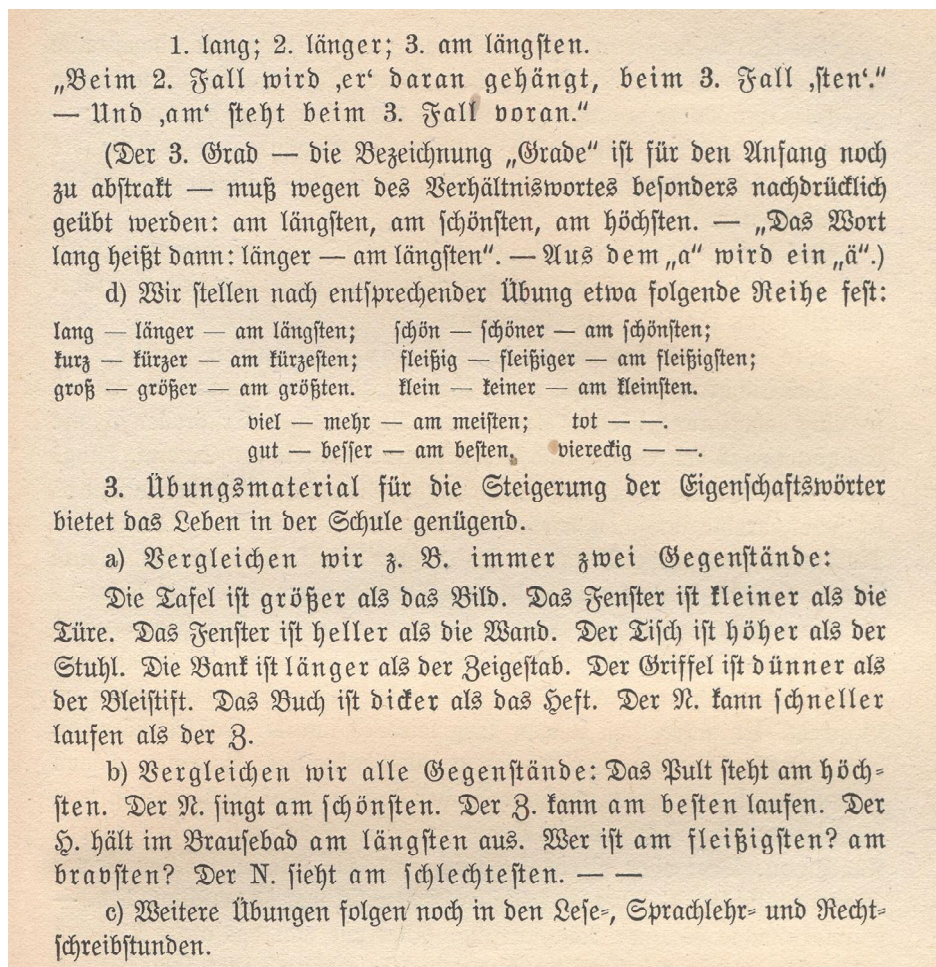 1. lang; 2. länger; 3. am längsten.
„Beim 2. Fall wird ‚er‘ daran gehängt, beim 3. Fall ‚sten‘.“
— Und ‚am‘ steht beim 3. Fall voran.“
(Der 3. Grad — die Bezeichnung „Grade“ ist für den Anfang noch
zu abstrakt — muß wegen des Verhältniswortes besonders nachdrücklich
geübt werden: am längsten, am schönsten, am höchsten. — „Das Wort
lang heißt dann: länger — am längsten“. — Aus dem „a“ wird ein „ä“.)
d) Wir stellen nach entsprechender Übung etwa folgende Reihe fest:
lang — länger — am längsten; schön — schöner — am schönsten;
kurz — kürzer — am kürzesten; fleißig — fleißiger — am fleißigsten;
groß — größer — am größten. klein — keiner — am kleinsten.
viel — mehr — am meisten; tot — —.
gut — besser — am besten, viereckig — —.
3. Übungsmaterial für die Steigerung der Eigenschaftswörter
bietet das Leben in der Schule genügend.
a) Vergleichen wir z. B. immer zwei Gegenstände:
Die Tafel ist größer als das Bild. Das Fenster ist kleiner als die
Türe. Das Fenster ist heller als die Wand. Der Tisch ist höher als der
Stuhl. Die Bank ist länger als der Zeigestab. Der Griffel ist dünner als
der Bleistift. Das Buch ist dicker als das Heft. Der N. kann schneller
laufen als der Z.
b) Vergleichen wir alle Gegenstände: Das Pult steht am höch-
sten. Der N. singt am schönsten. Der Z. kann am besten laufen. Der
H. hält im Brausebad am längsten aus. Wer ist am fleißigsten? am
bravsten? Der N. sieht am schlechtesten. — —
c) Weitere Übungen folgen noch in den Lese-, Sprachlehr- und Recht-
schreibstunden.